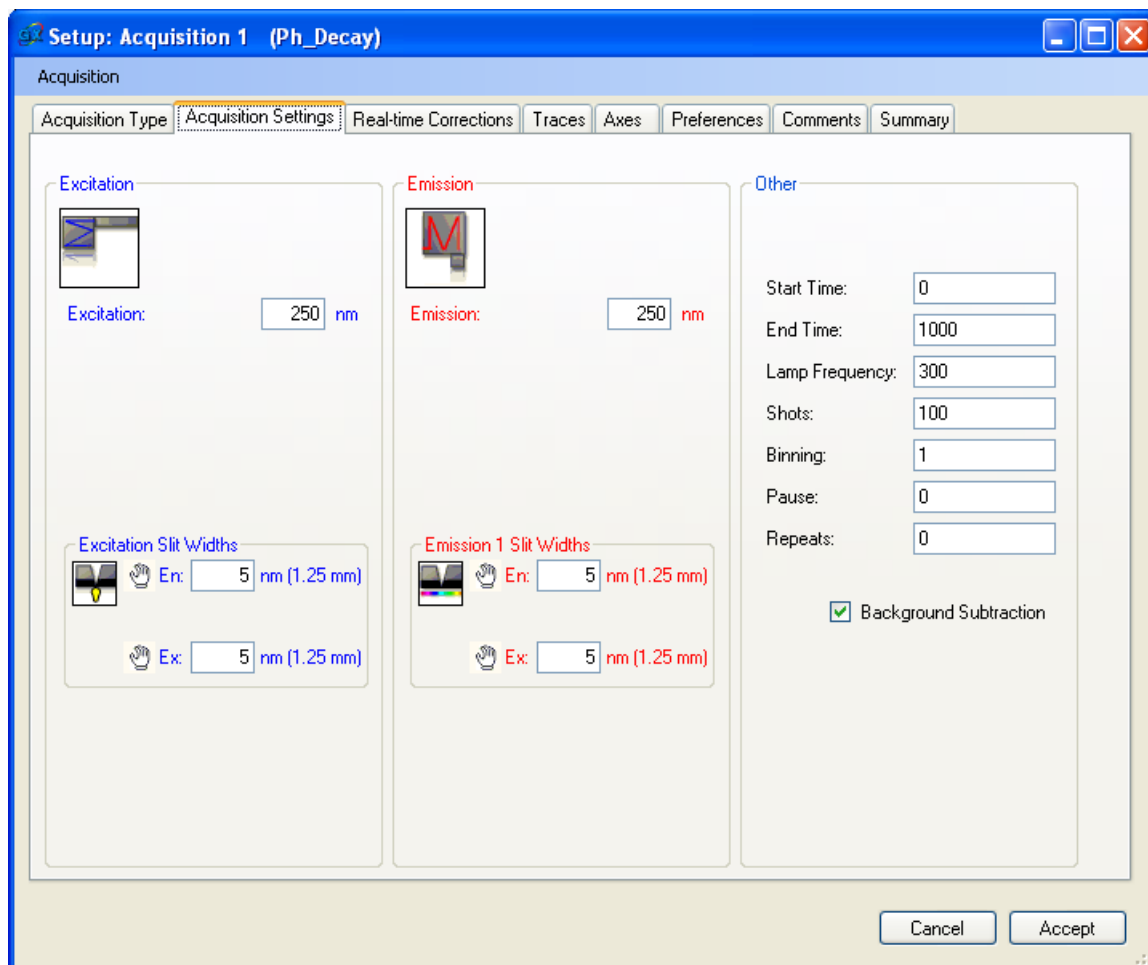 Setup: Acquisition 1 (Ph_Decay)
Acquisition
Acquisition Type Acquisition Settings Real-time Corrections Traces Axes Preferences Comments Summary
Excitation
Excitation: 250 nm
Excitation Slit Widths
En: 5 nm (1.25 mm)
Ex: 5 nm (1.25 mm)
Emission
M
Emission: 250 nm
Emission 1 Slit Widths
En: 5 nm (1.25 mm)
Ex: 5 nm (1.25 mm)
Other
Start Time: 0
End Time: 1000
Lamp Frequency: 300
Shots: 100
Binning: 1
Pause: 0
Repeats: 0
Background Subtraction
Cancel Accept